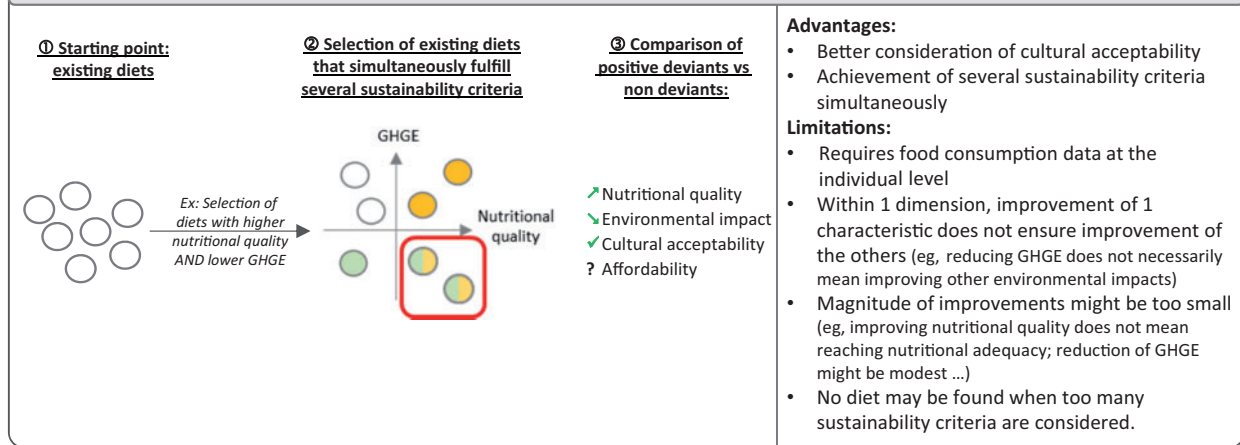 ① Starting point:
existing diets
② Selection of existing diets
that simultaneously fulfill
several sustainability criteria
③ Comparison of
positive deviants vs
non deviants:
Ex: Selection of
diets with higher
nutritional quality
AND lower GHGE
GHGE
Nutritional
quality
↗ Nutritional quality
↘ Environmental impact
✓ Cultural acceptability
? Affordability
Advantages:
• Better consideration of cultural acceptability
• Achievement of several sustainability criteria
simultaneously
Limitations:
• Requires food consumption data at the
individual level
• Within 1 dimension, improvement of 1
characteristic does not ensure improvement of
the others (eg, reducing GHGE does not necessarily
mean improving other environmental impacts)
• Magnitude of improvements might be too small
(eg, improving nutritional quality does not mean
reaching nutritional adequacy; reduction of GHGE
might be modest ...)
• No diet may be found when too many
sustainability criteria are considered.